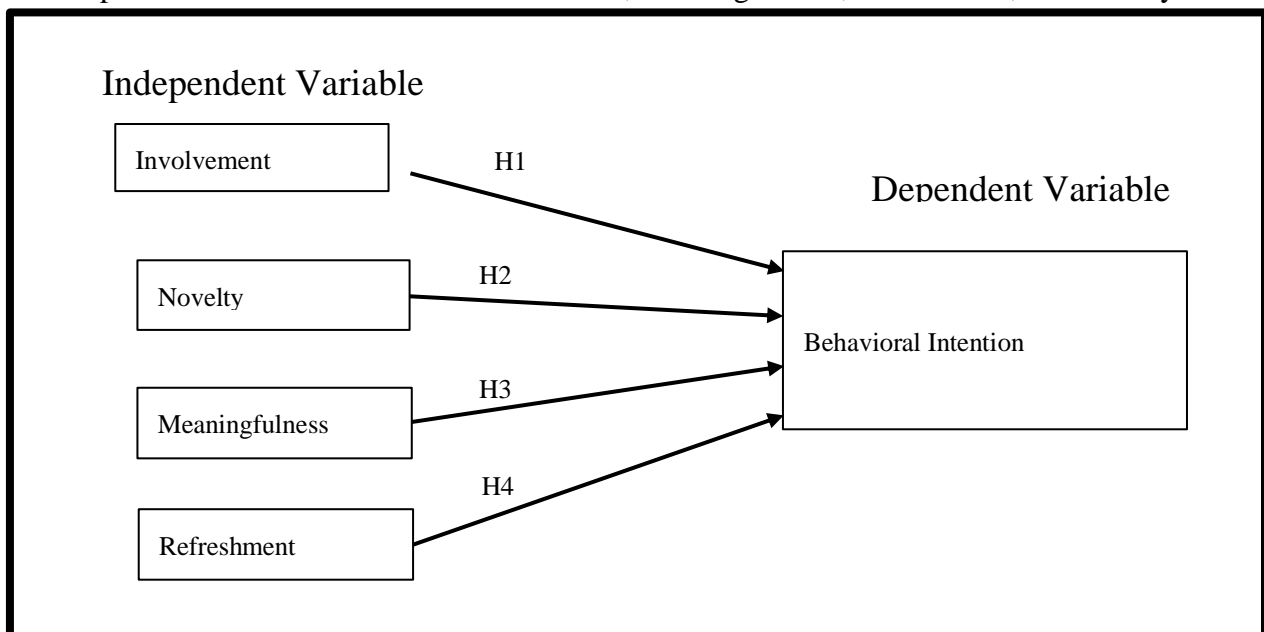 Independent Variable
Involvement
H1
Dependent Variable
Novelty
H2
Behavioral Intention
Meaningfulness
H3
Refreshment
H4